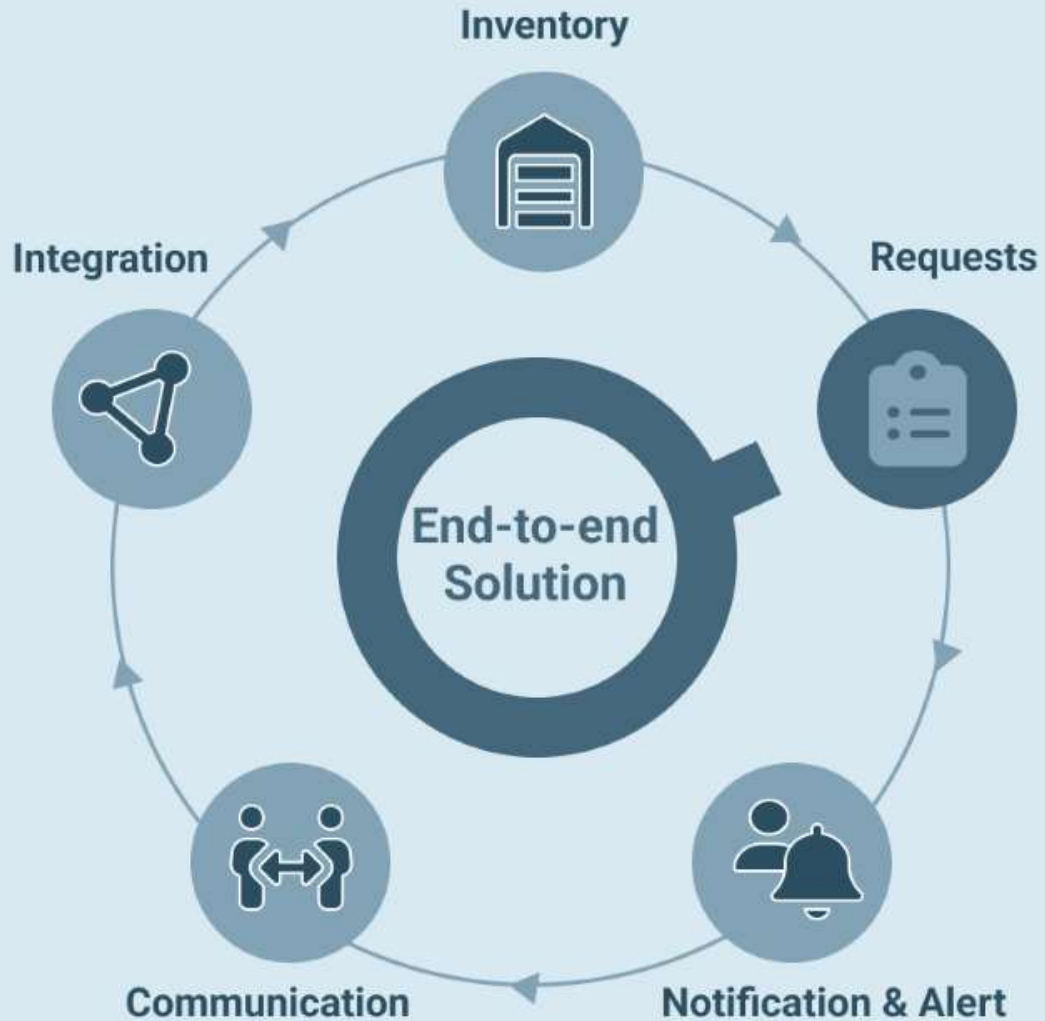 Inventory
Integration
Requests
End-to-end
Solution
Communication
Notification & Alert